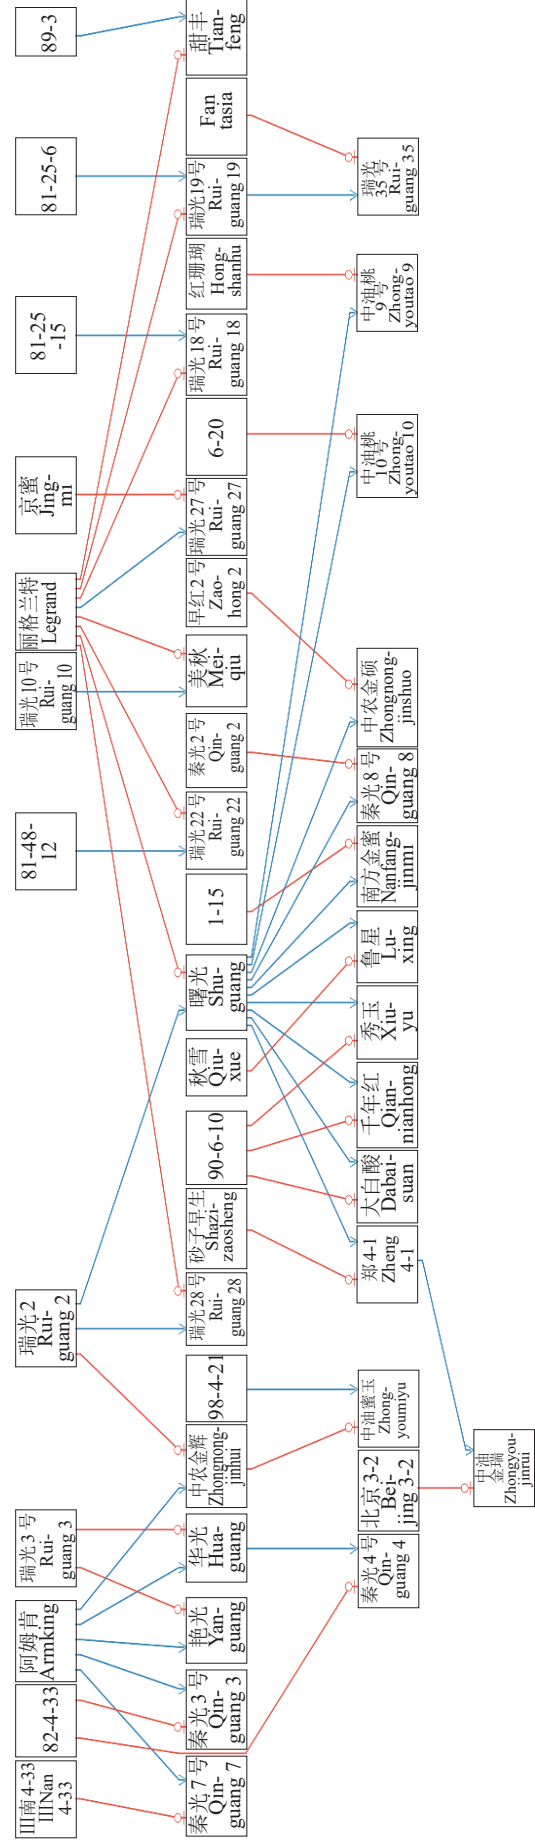 III南4-33
IIINan
4-33
82-4-33
阿姆肯
Armking
瑞光3号
Rui-
guang 3
瑞光2
Rui-
guang 2
81-48-
12
瑞光10号
Rui-
guang 10
丽格兰特
Legrand
京蜜
Jing-
mi
81-25
-15
81-25-6
89-3
秦光7号
Qin-
guang 7
秦光3号
Qin-
guang 3
艳光
Yan-
guang
华光
Hua-
guang
中农金辉
Zhongnong-
jinhui
98-4-21
瑞光28号
Rui-
guang 28
砂子早生
Shazi-
zaosheng
90-6-10
秋雪
Qiu-
xue
曙光
Shu-
guang
1-15
瑞光22号
Rui-
guang 22
秦光2号
Qin-
guang 2
美秋
Mei-
qiu
早红2号
Zao-
hong 2
瑞光27号
Rui-
guang 27
6-20
瑞光18号
Rui-
guang 18
红珊瑚
Hong-
shanhu
瑞光19号
Rui-
guang 19
Fan
tasia
甜丰
Tian-
feng
秦光4号
Qin-
guang 4
北京3-2
Bei-
jing 3-2
中油蜜玉
Zhong-
youmiyu
郑4-1
Zheng
4-1
大白酸
Dabai-
suan
千年红
Qian-
nianhong
秀玉
Xiu-
yu
鲁星
Lu-
xing
南方金蜜
Nanfang-
jinmi
秦光8号
Qin-
guang 8
中农金硕
Zhongnong-
jinshuo
中油桃
10号
Zhong-
youtao 10
中油桃
9号
Zhong-
youtao 9
瑞光
35号
Rui-
guang 35
中油
金瑞
Zhongyou-
jinrui